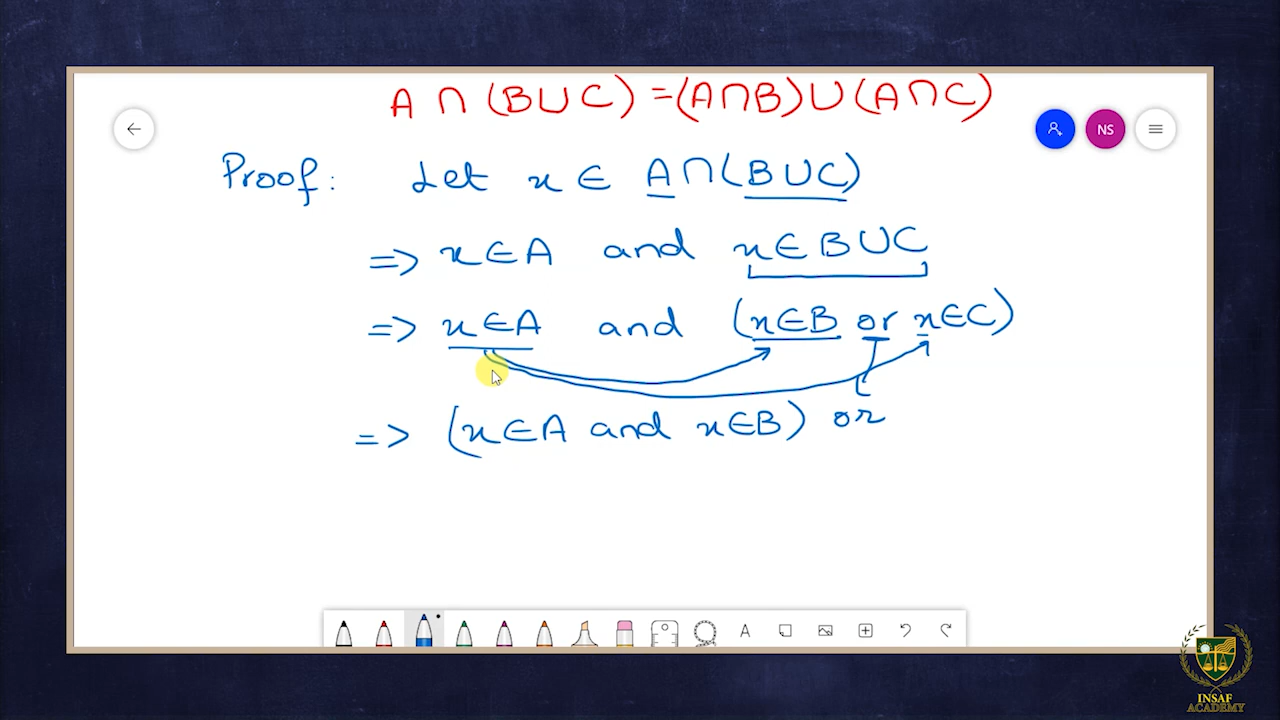 A ∩ (B∪C) = (A∩B)∪(A∩C)
NS
Proof: Let x ∈ A∩(B∪C)
=> x∈A and x∈B∪C
=> x∈A and (x∈B or x∈C)
=> (x∈A and x∈B) or
A
INSAF
ACADEMY